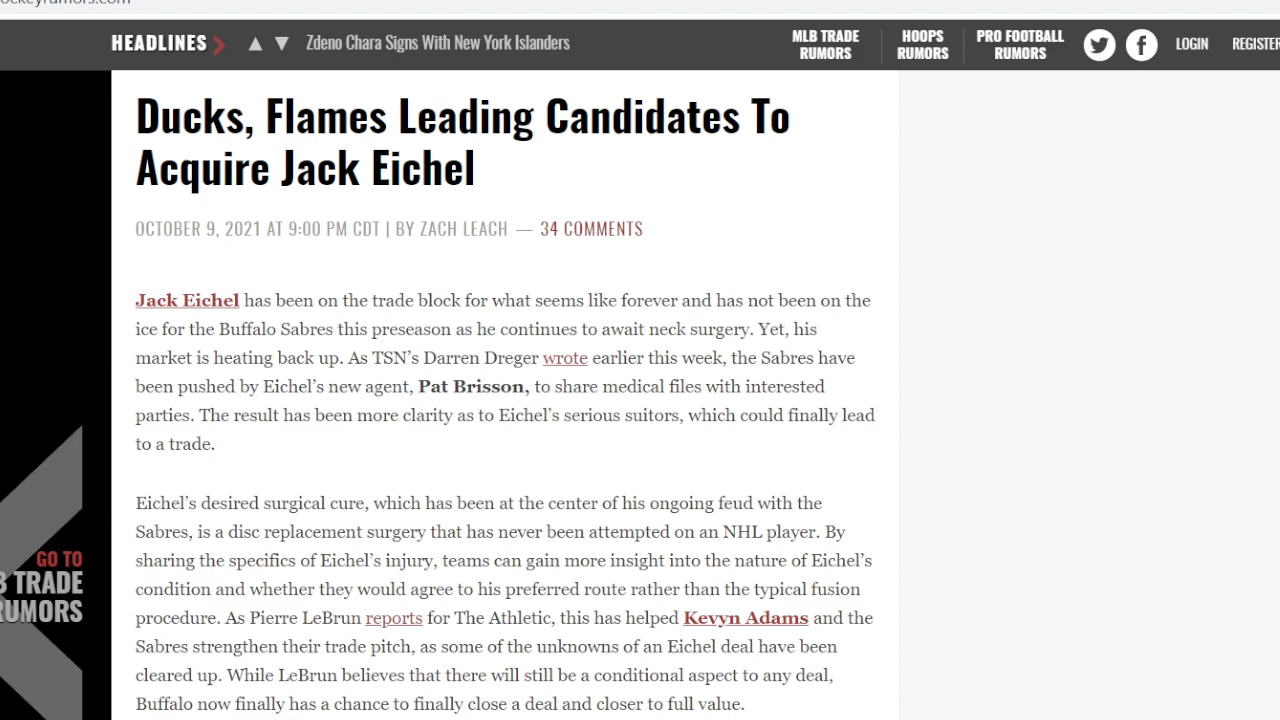 HEADLINES
Zdeno Chara Signs With New York Islanders
MLB TRADE
RUMORS
HOOPS
RUMORS
PRO FOOTBALL
RUMORS
LOGIN
REGISTER
Ducks, Flames Leading Candidates To
Acquire Jack Eichel
OCTOBER 9, 2021 AT 9:00 PM CDT | BY ZACH LEACH — 34 COMMENTS
Jack Eichel has been on the trade block for what seems like forever and has not been on the
ice for the Buffalo Sabres this preseason as he continues to await neck surgery. Yet, his
market is heating back up. As TSN’s Darren Dreger wrote earlier this week, the Sabres have
been pushed by Eichel’s new agent, Pat Brisson, to share medical files with interested
parties. The result has been more clarity as to Eichel’s serious suitors, which could finally lead
to a trade.
Eichel’s desired surgical cure, which has been at the center of his ongoing feud with the
Sabres, is a disc replacement surgery that has never been attempted on an NHL player. By
sharing the specifics of Eichel’s injury, teams can gain more insight into the nature of Eichel’s
condition and whether they would agree to his preferred route rather than the typical fusion
procedure. As Pierre LeBrun reports for The Athletic, this has helped Kevyn Adams and the
Sabres strengthen their trade pitch, as some of the unknowns of an Eichel deal have been
cleared up. While LeBrun believes that there will still be a conditional aspect to any deal,
Buffalo now finally has a chance to finally close a deal and closer to full value.
GO TO
B TRADE
RUMORS